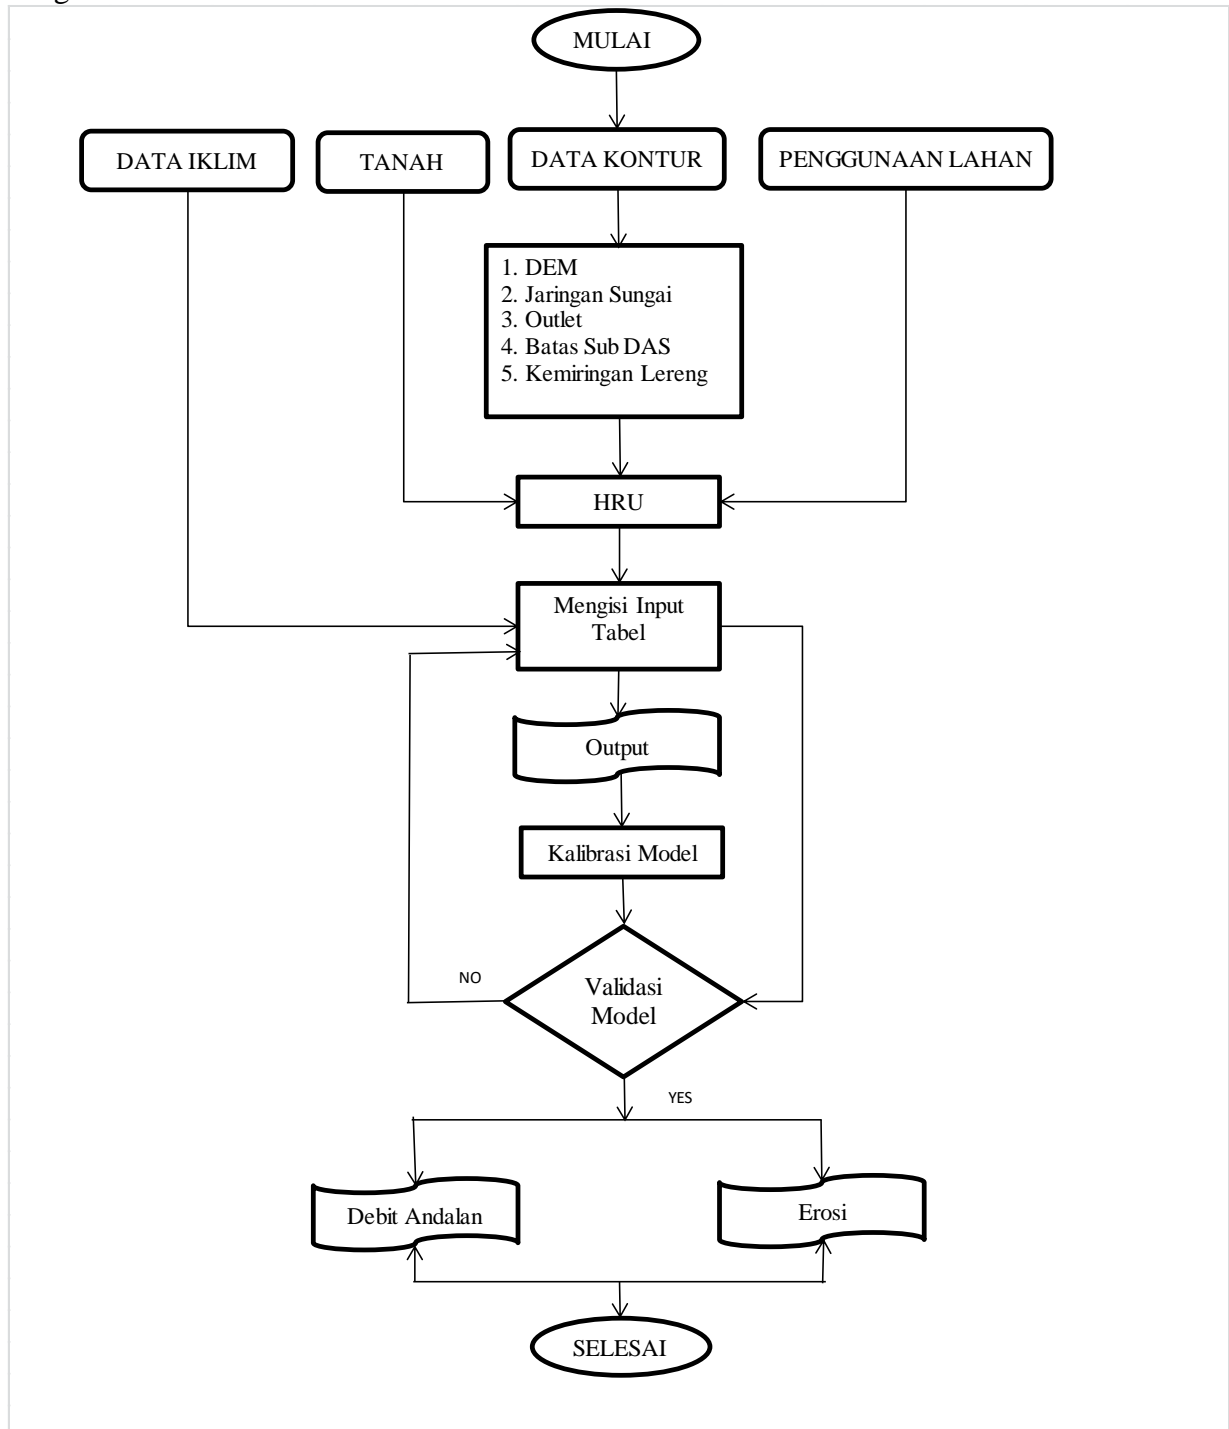 MULAI
DATA IKLIM
TANAH
DATA KONTUR
PENGGUNAAN LAHAN
1. DEM
2. Jaringan Sungai
3. Outlet
4. Batas Sub DAS
5. Kemiringan Lereng
HRU
Mengisi Input
Tabel
Output
Kalibrasi Model
NO
Validasi
Model
YES
Debit Andalan
Erosi
SELESAI